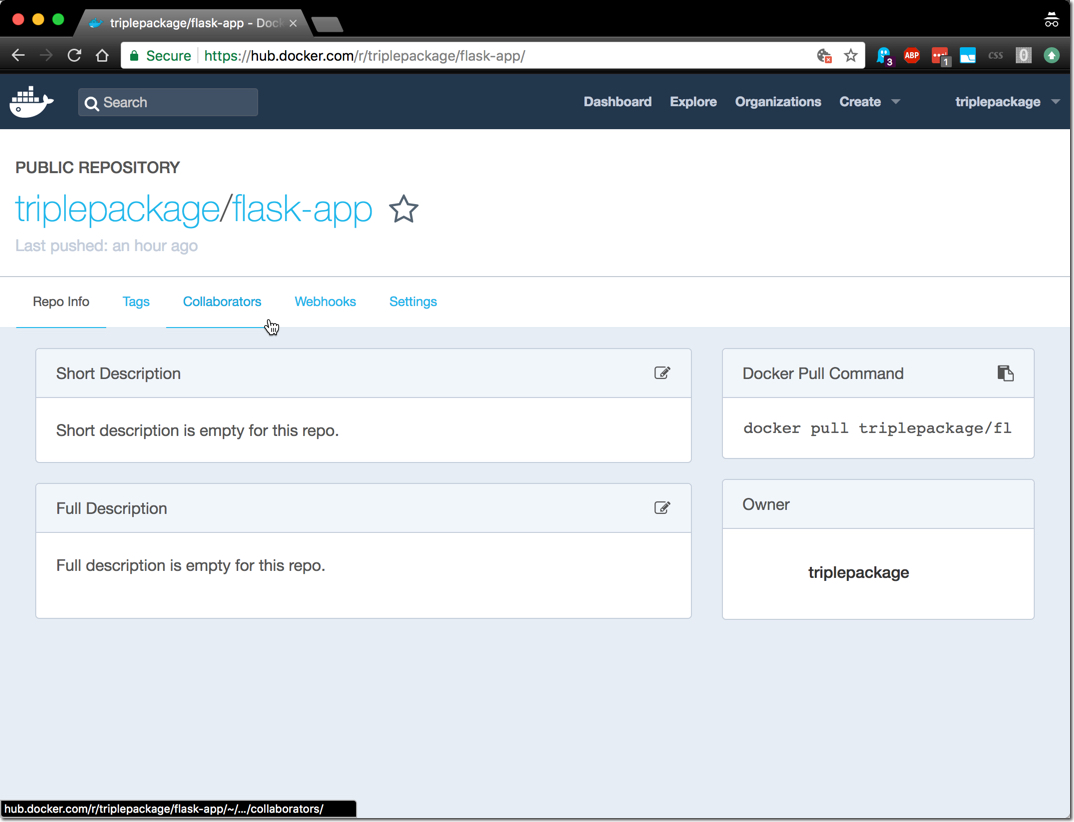 triplepackage/flask-app - Doc
Secure https://hub.docker.com/r/triplepackage/flask-app/
3 ABP 1 css 0
Search Dashboard Explore Organizations Create triplepackage
PUBLIC REPOSITORY
triplepackage/flask-app
Last pushed: an hour ago
Repo Info Tags Collaborators Webhooks Settings
Short Description
Short description is empty for this repo.
Full Description
Full description is empty for this repo.
Docker Pull Command
docker pull triplepackage/fl
Owner
triplepackage
hub.docker.com/r/triplepackage/flask-app/~/.../collaborators/